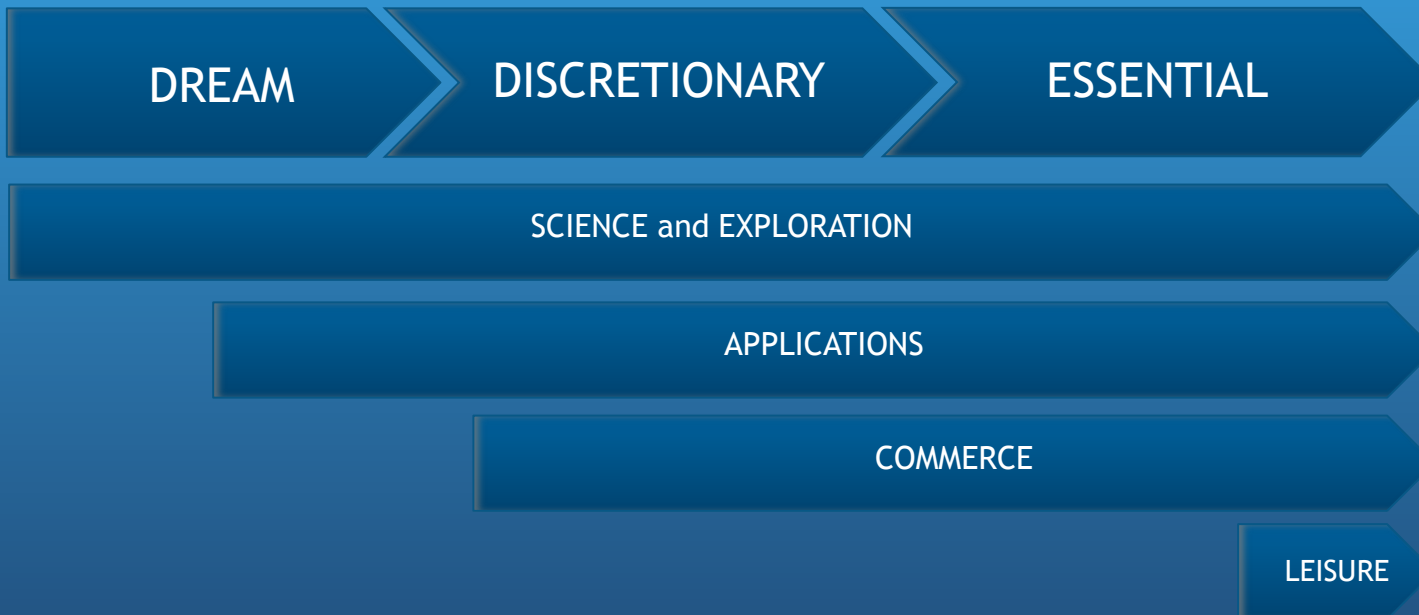 DREAM
DISCRETIONARY
ESSENTIAL
SCIENCE and EXPLORATION
APPLICATIONS
COMMERCE
LEISURE